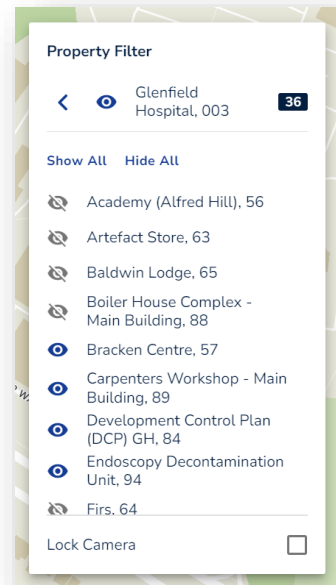 Property Filter
Glenfield
Hospital, 003
36
Show All Hide All
Academy (Alfred Hill), 56
Artefact Store, 63
Baldwin Lodge, 65
Boiler House Complex -
Main Building, 88
Bracken Centre, 57
Carpenters Workshop - Main
Building, 89
Development Control Plan
(DCP) GH, 84
Endoscopy Decontamination
Unit, 94
Firs, 64
Lock Camera